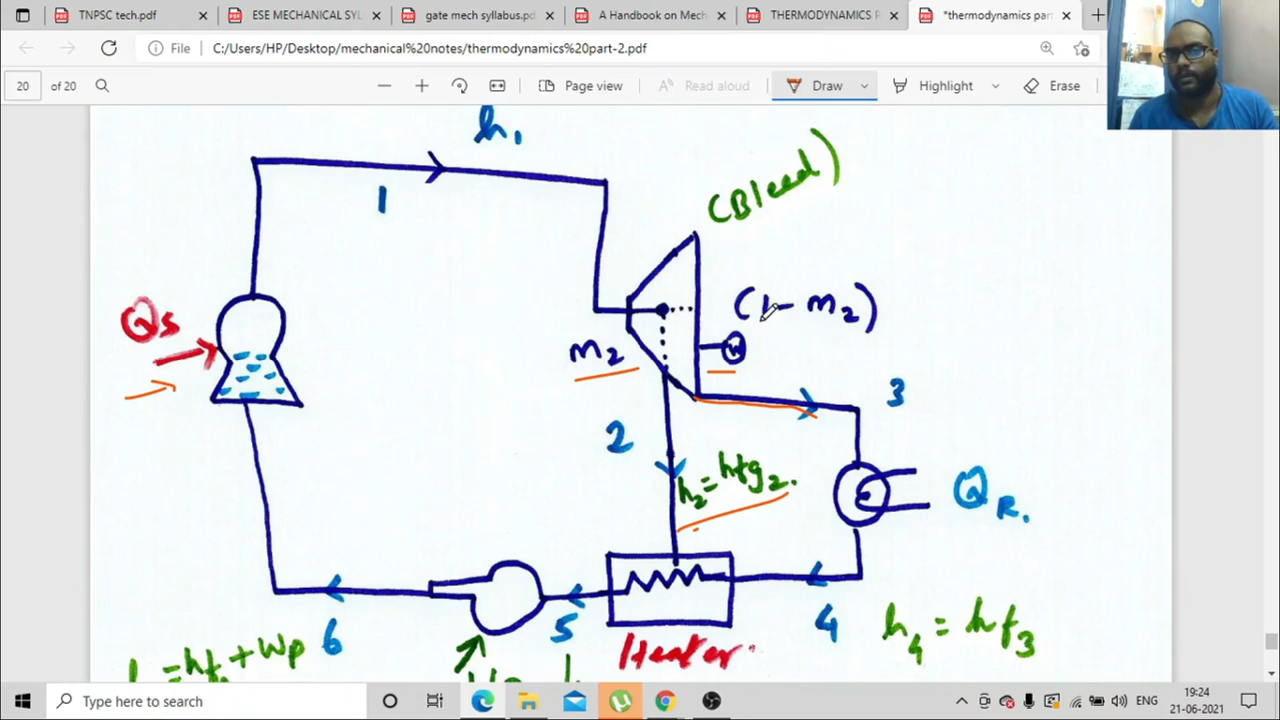 TNPSC tech.pdf
ESE MECHANICAL SYL
gate mech syllabus.pd
A Handbook on Mech
THERMODYNAMICS P
*thermodynamics par
File
C:/Users/HP/Desktop/mechanical%20notes/thermodynamics%20part-2.pdf
20 of 20
Page view
Read aloud
Draw
Highlight
Erase
h1
1
(Bleed)
Qs
(1-m2)
m2
W
3
2
h2=hfg2.
QR.
6
5
4
h4 = hf3
Heater
=hf +Wp
Type here to search
ENG
19:24
21-06-2021